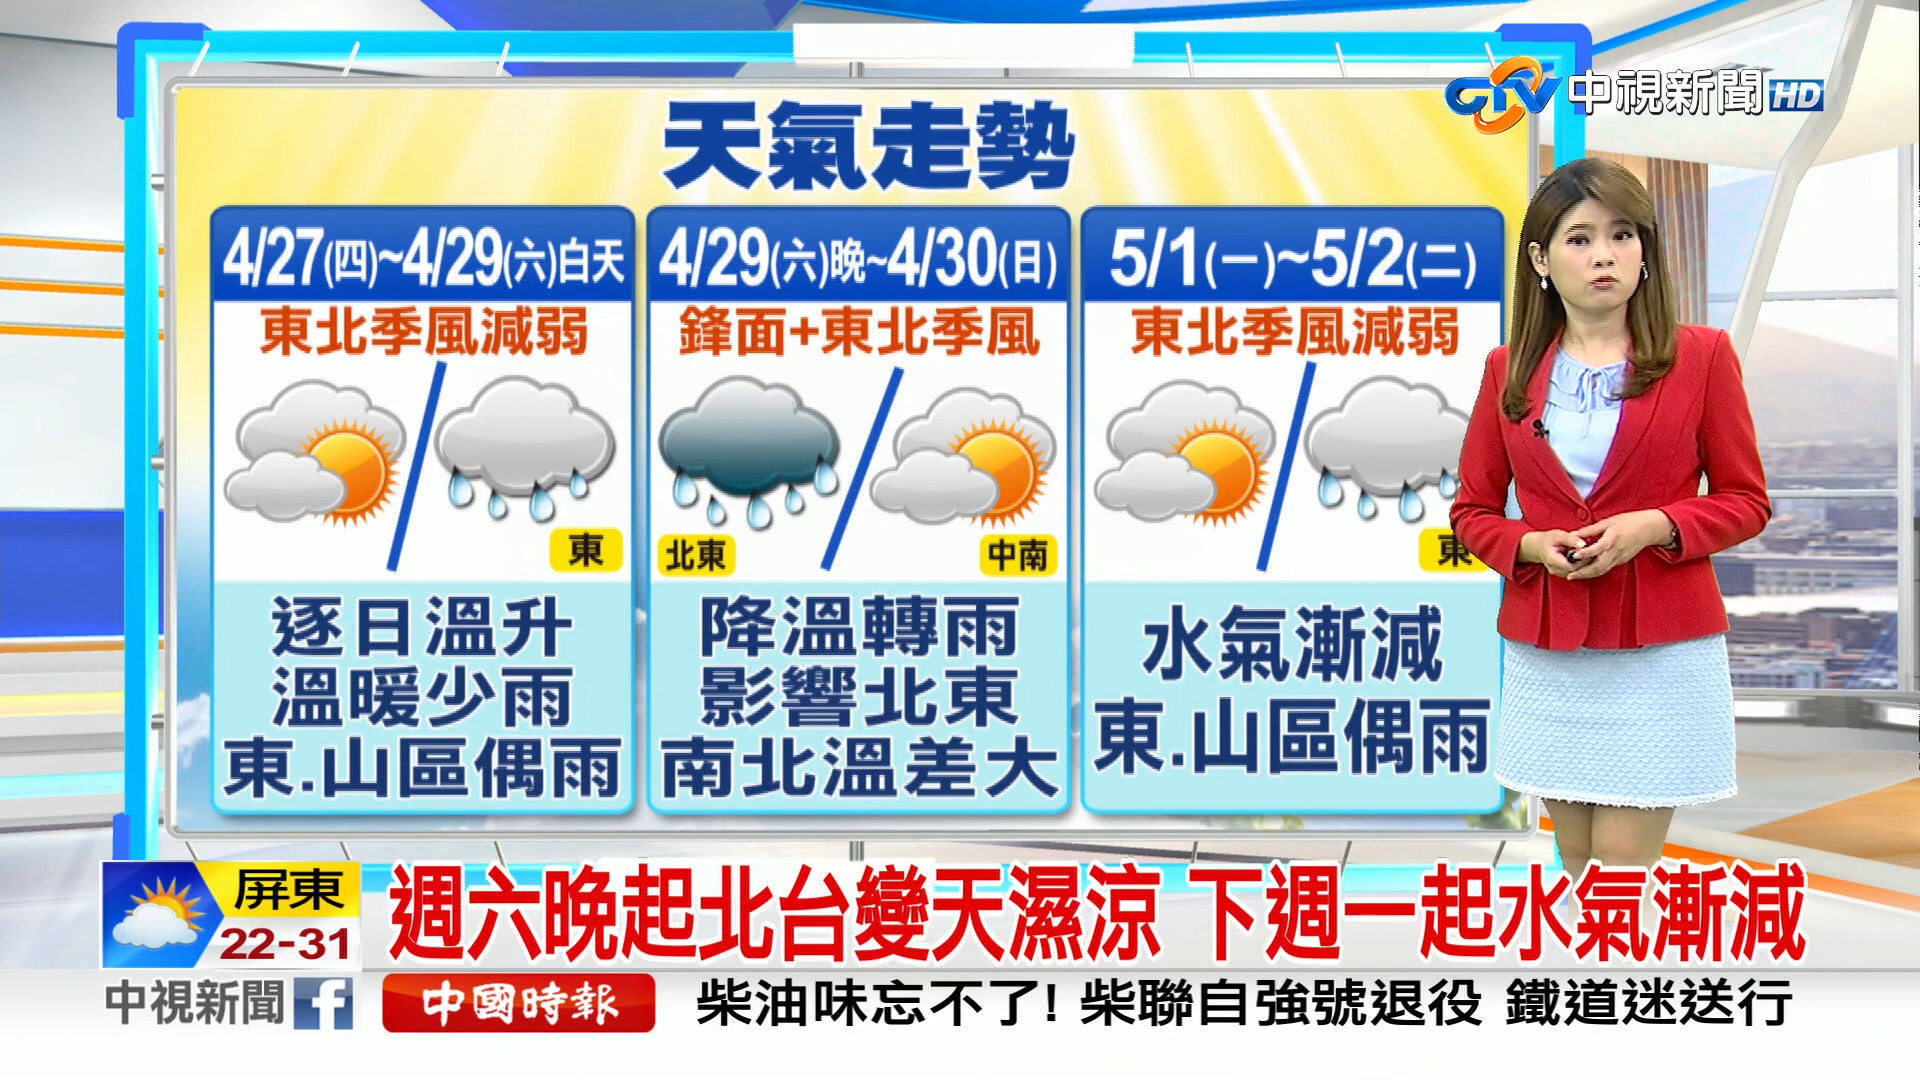 CTV 中視新聞 HD
天氣走勢
4/27(四)~4/29(六)白天
東北季風減弱
東
逐日溫升
溫暖少雨
東.山區偶雨
4/29(六)晚~4/30(日)
鋒面+東北季風
北東
中南
降溫轉雨
影響北東
南北溫差大
5/1(一)~5/2(二)
東北季風減弱
東
水氣漸減
東.山區偶雨
屏東
22-31
週六晚起北台變天濕涼 下週一起水氣漸減
中視新聞 f
中國時報
柴油味忘不了! 柴聯自強號退役 鐵道迷送行